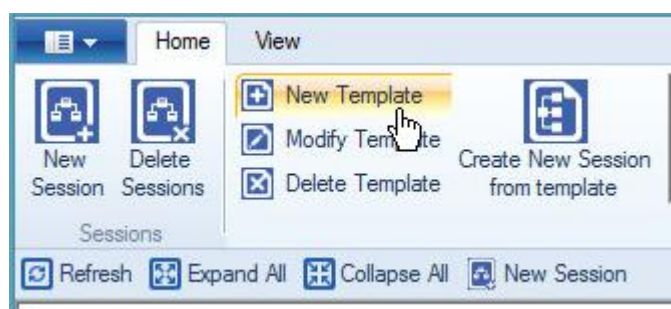 Home View
New Template
Modify Template
Delete Template
New Session
Delete Sessions
Create New Session
from template
Sessions
Refresh Expand All Collapse All New Session